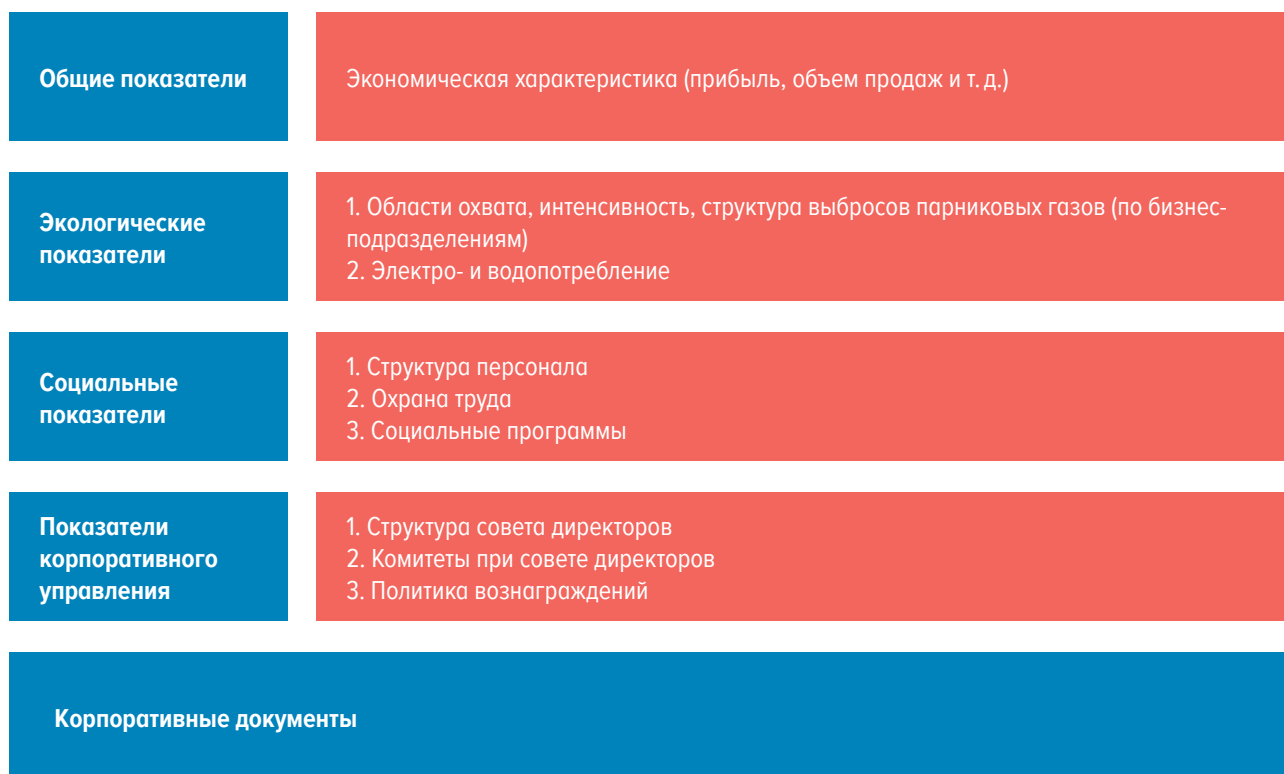 Общие показатели
Экономическая характеристика (прибыль, объем продаж и т. д.)
Экологические
показатели
1. Области охвата, интенсивность, структура выбросов парниковых газов (по бизнес-
подразделениям)
2. Электро- и водопотребление
Социальные
показатели
1. Структура персонала
2. Охрана труда
3. Социальные программы
Показатели
корпоративного
управления
1. Структура совета директоров
2. Комитеты при совете директоров
3. Политика вознаграждений
Корпоративные документы